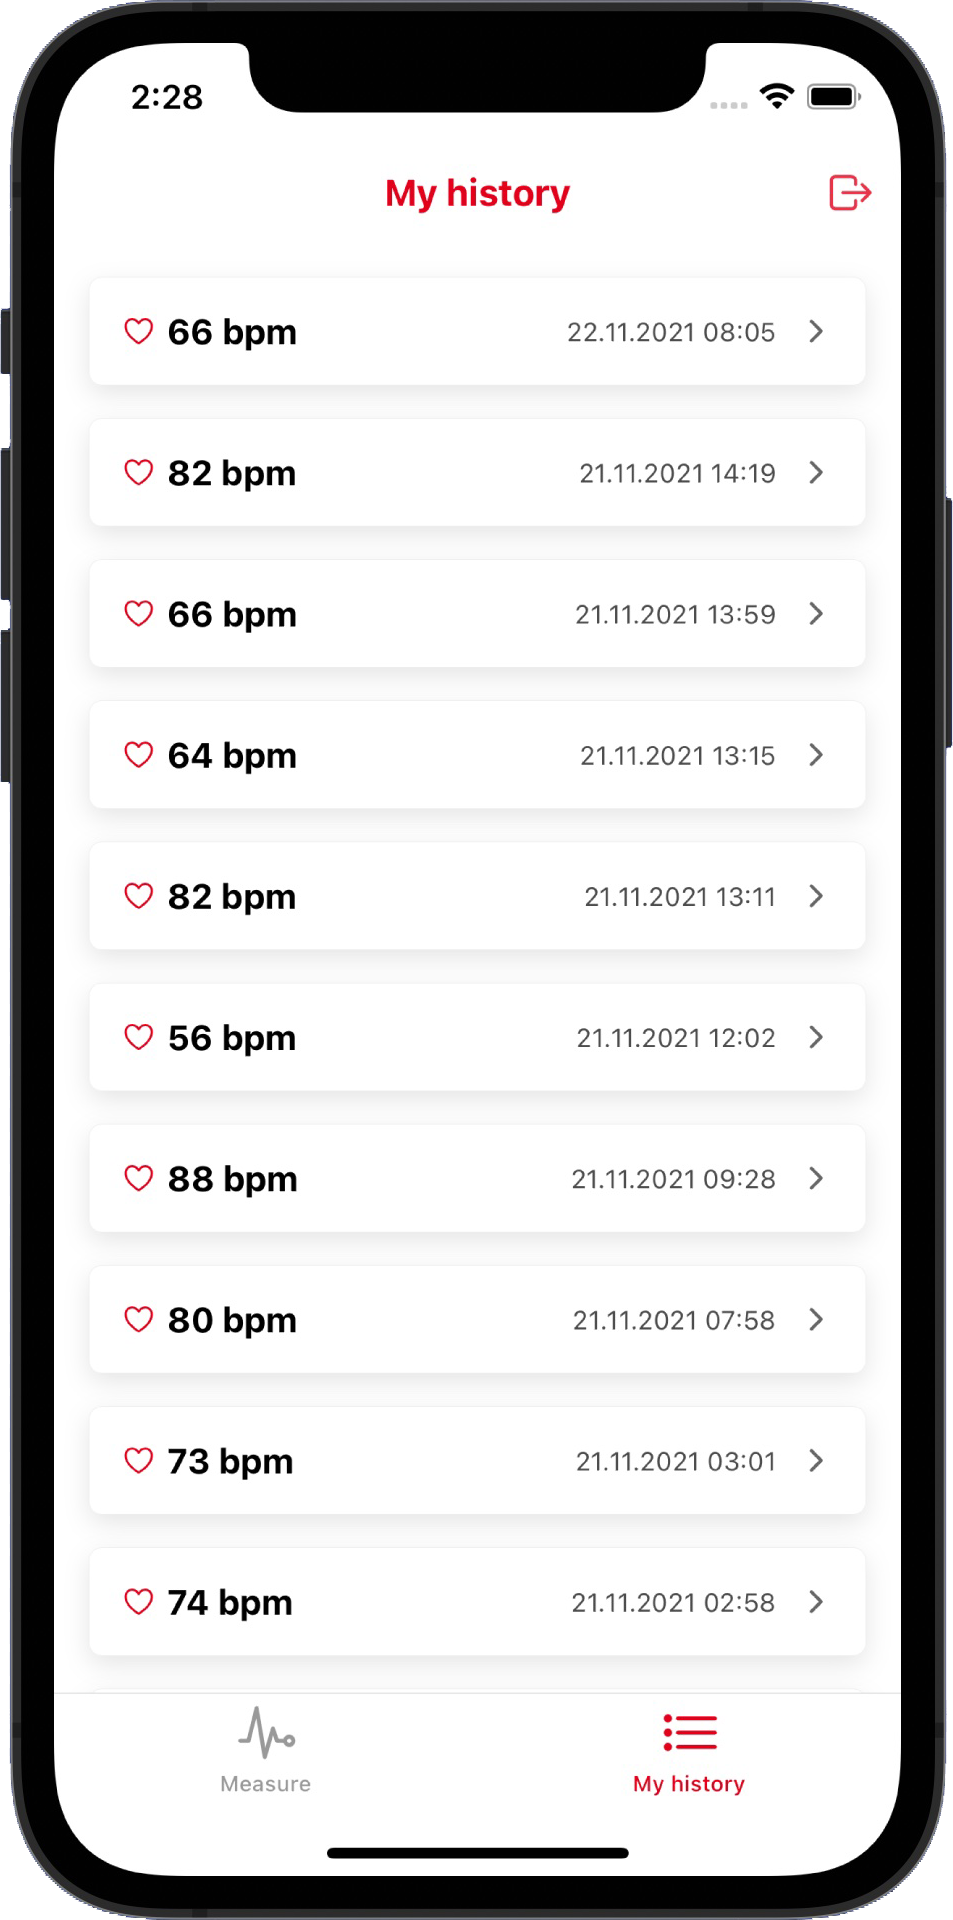 2:28
My history
66 bpm 22.11.2021 08:05
82 bpm 21.11.2021 14:19
66 bpm 21.11.2021 13:59
64 bpm 21.11.2021 13:15
82 bpm 21.11.2021 13:11
56 bpm 21.11.2021 12:02
88 bpm 21.11.2021 09:28
80 bpm 21.11.2021 07:58
73 bpm 21.11.2021 03:01
74 bpm 21.11.2021 02:58
Measure My history